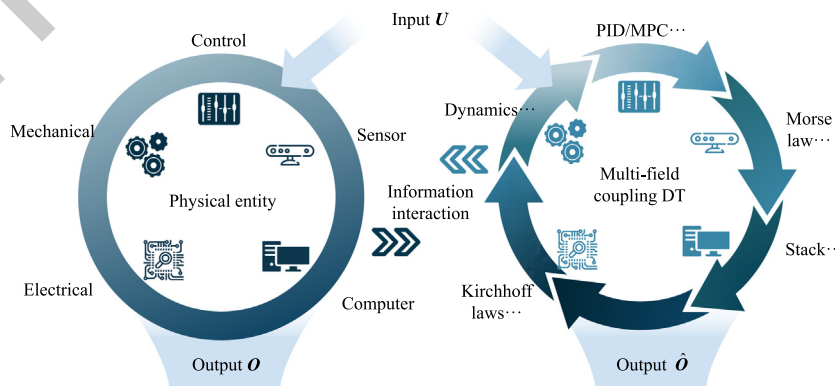 Input U
Control
Mechanical
Sensor
Physical entity
Electrical
Computer
Output O
Information
interaction
PID/MPC···
Dynamics···
Morse
law···
Multi-field
coupling DT
Stack··
Kirchhoff
laws···
Output Ô